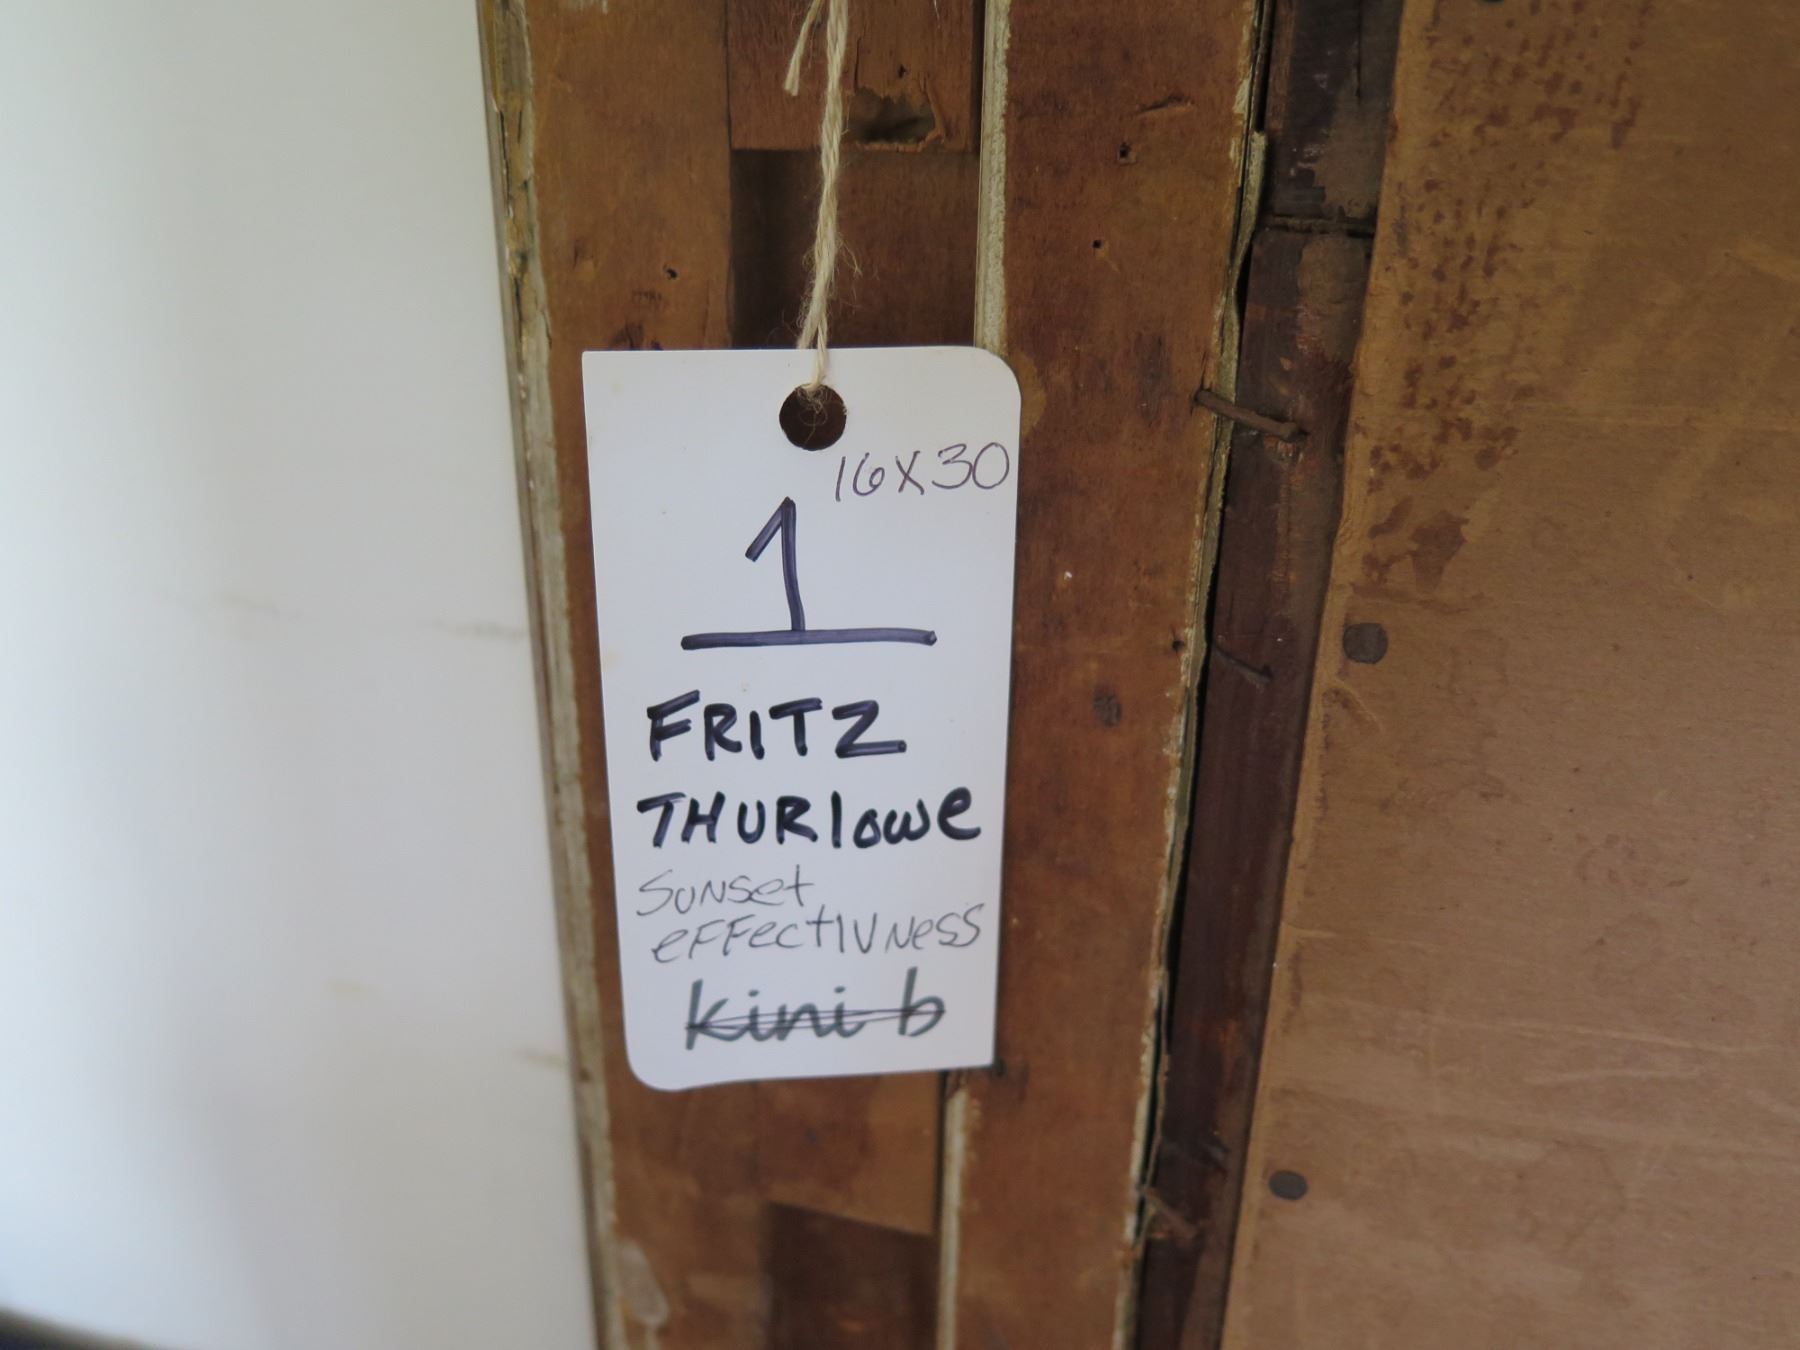 16X30
1
FRITZ
THURlowe
Sunset
eFFectivness
kini b